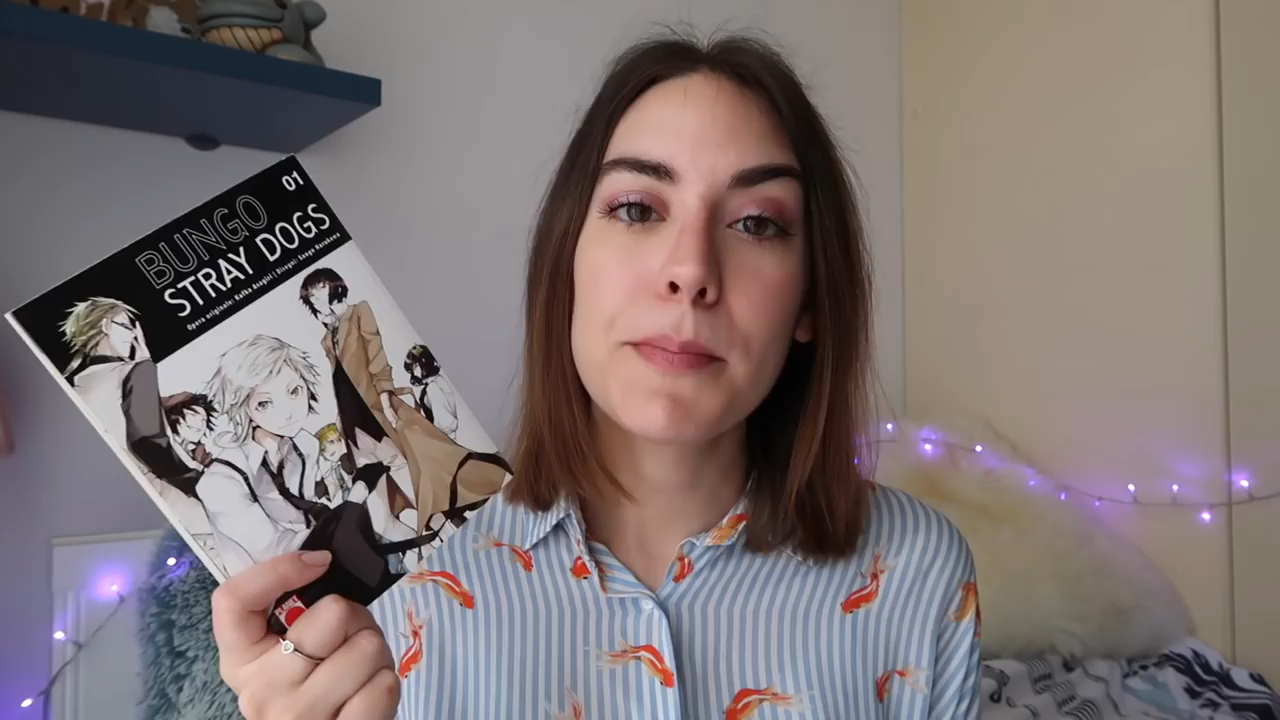 01
BUNGO
STRAY DOGS
Opera originale: Kafka Asagiri | Disegni: Sango Harukawa